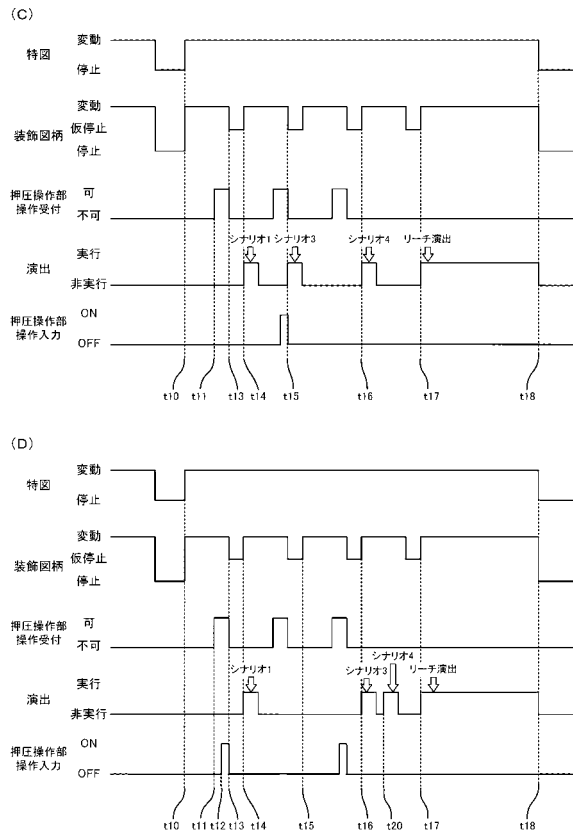 (C)
特図
変動
停止
装飾図柄
変動
仮停止
停止
押圧操作部
操作受付
可
不可
演出
実行
非実行
シナリオ1
シナリオ3
シナリオ4
リーチ演出
押圧操作部
操作入力
ON
OFF
t10 t11 t13 t14 t15 t16 t17 t18
(D)
特図
変動
停止
装飾図柄
変動
仮停止
停止
押圧操作部
操作受付
可
不可
演出
実行
非実行
シナリオ1
シナリオ3
シナリオ4
リーチ演出
押圧操作部
操作入力
ON
OFF
t10 t11 t12 t13 t14 t15 t16 t20 t17 t18